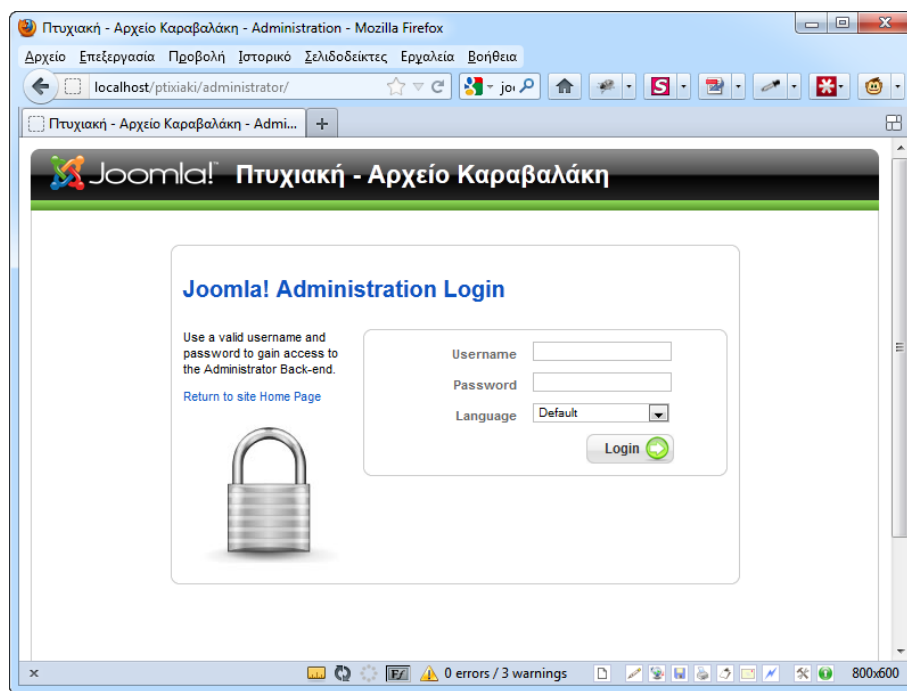 Πτυχιακή - Αρχείο Καραβαλάκη - Administration - Mozilla Firefox
Αρχείο Επεξεργασία Προβολή Ιστορικό Σελιδοδείκτες Εργαλεία Βοήθεια
localhost/ptixiaki/administrator/
Πτυχιακή - Αρχείο Καραβαλάκη - Admi...
Joomla! Πτυχιακή - Αρχείο Καραβαλάκη
Joomla! Administration Login
Use a valid username and
password to gain access to
the Administrator Back-end.
Return to site Home Page
Username
Password
Language Default
Login
0 errors / 3 warnings 800x600